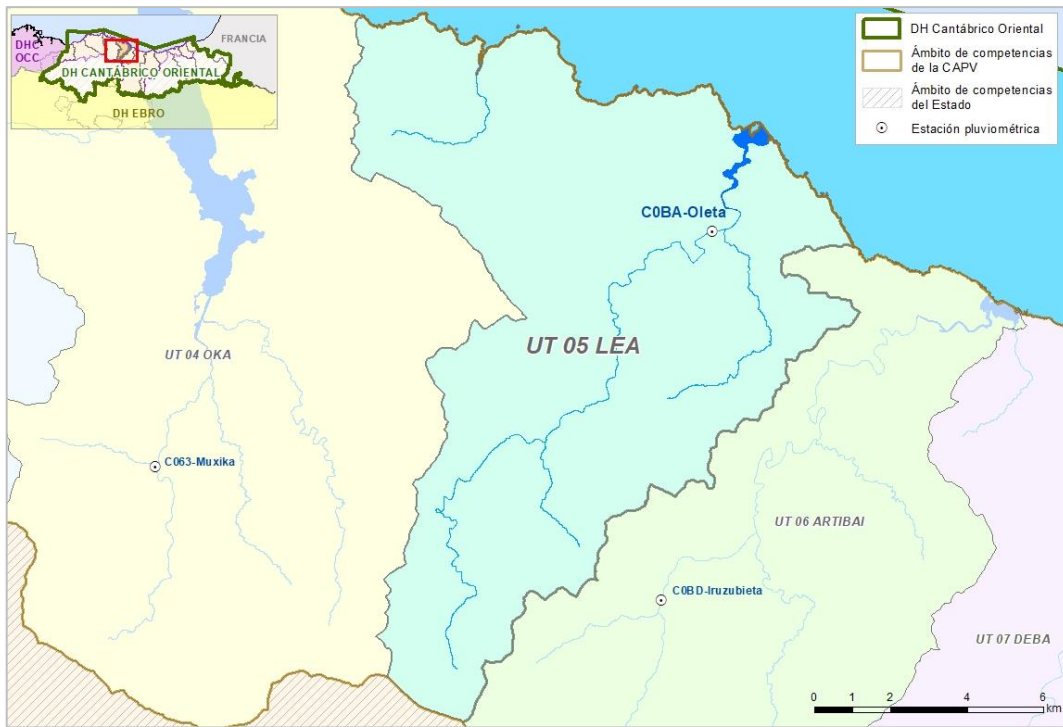 DHC
OCC
FRANCIA
DH CANTÁBRICO ORIENTAL
DH EBRO
DH Cantábrico Oriental
Ámbito de competencias
de la CAPV
Ámbito de competencias
del Estado
Estación pluviométrica
C0BA-Oleta
UT 05 LEA
UT 04 OKA
C063-Muxika
UT 06 ARTIBAI
C0BD-Iruzubieta
UT 07 DEBA
0 1 2 4 6
km